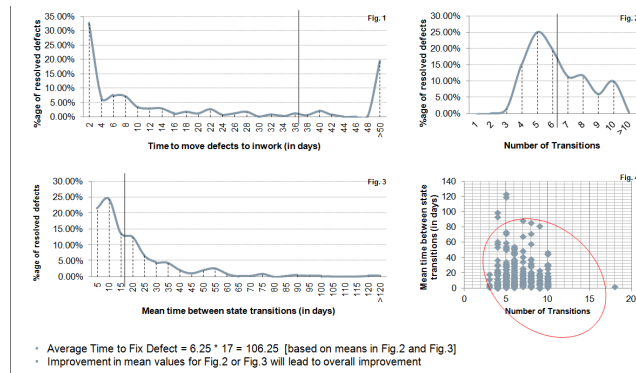 Fig. 1
%age of resolved defects
35.00%
30.00%
25.00%
20.00%
15.00%
10.00%
5.00%
0.00%
2 4 6 8 10 12 14 16 18 20 22 24 26 28 30 32 34 36 38 40 42 44 46 48 >50
Time to move defects to inwork (in days)
Fig. 2
%age of resolved defects
30.00%
25.00%
20.00%
15.00%
10.00%
5.00%
0.00%
1 2 3 4 5 6 7 8 9 10 >10
Number of Transitions
Fig. 3
%age of resolved defects
30.00%
25.00%
20.00%
15.00%
10.00%
5.00%
0.00%
5 10 15 20 25 30 35 40 45 50 55 60 65 70 75 80 85 90 95 100 105 110 115 120 >120
Mean time between state transitions (in days)
Fig. 4
Mean time between state
transitions (in days)
140
120
100
80
60
40
20
0
0 5 10 15 20
Number of Transitions
• Average Time to Fix Defect = 6.25 * 17 = 106.25 [based on means in Fig.2 and Fig.3]
• Improvement in mean values for Fig.2 or Fig.3 will lead to overall improvement